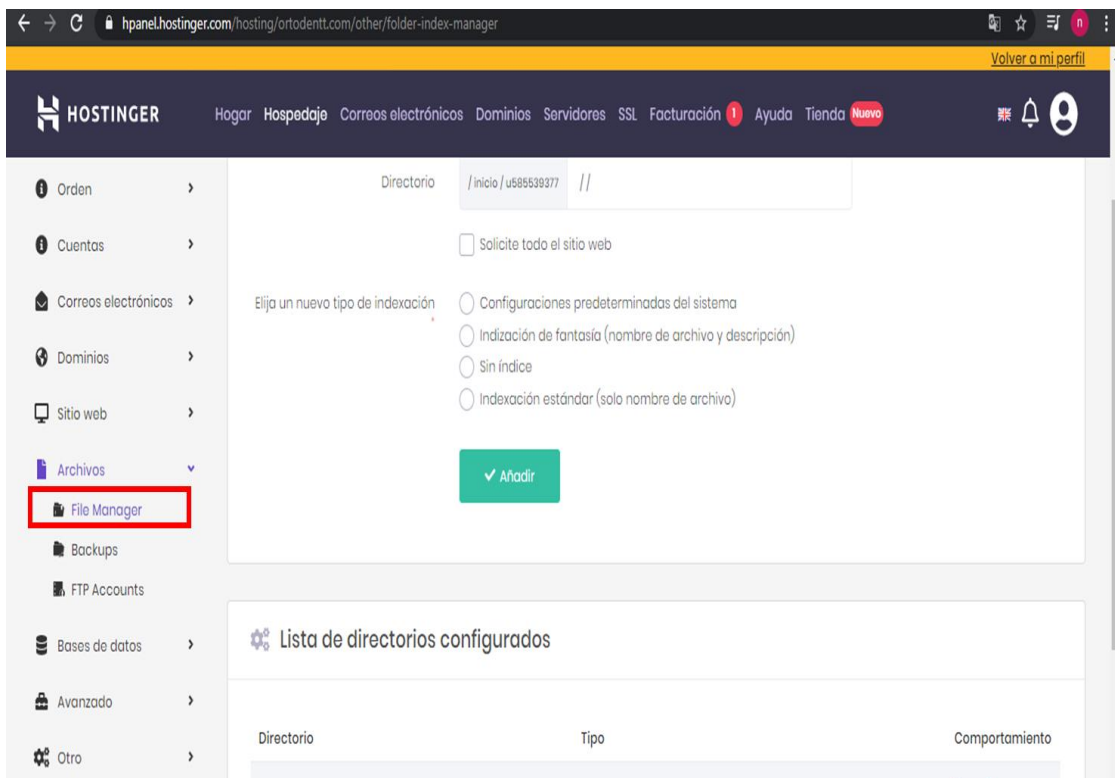 hpanel.hostinger.com/hosting/ortodentt.com/other/folder-index-manager
n
Volver a mi perfil
HOSTINGER
Hogar Hospedaje Correos electrónicos Dominios Servidores SSL Facturación 1 Ayuda Tienda Nuevo
Orden
Cuentas
Correos electrónicos
Dominios
Sitio web
Archivos
File Manager
Backups
FTP Accounts
Bases de datos
Avanzado
Otro
Directorio / inicio / u585539377 //
Solicite todo el sitio web
Elija un nuevo tipo de indexación * Configuraciones predeterminadas del sistema
Indización de fantasía (nombre de archivo y descripción)
Sin índice
Indexación estándar (solo nombre de archivo)
Añadir
Lista de directorios configurados
Directorio Tipo Comportamiento